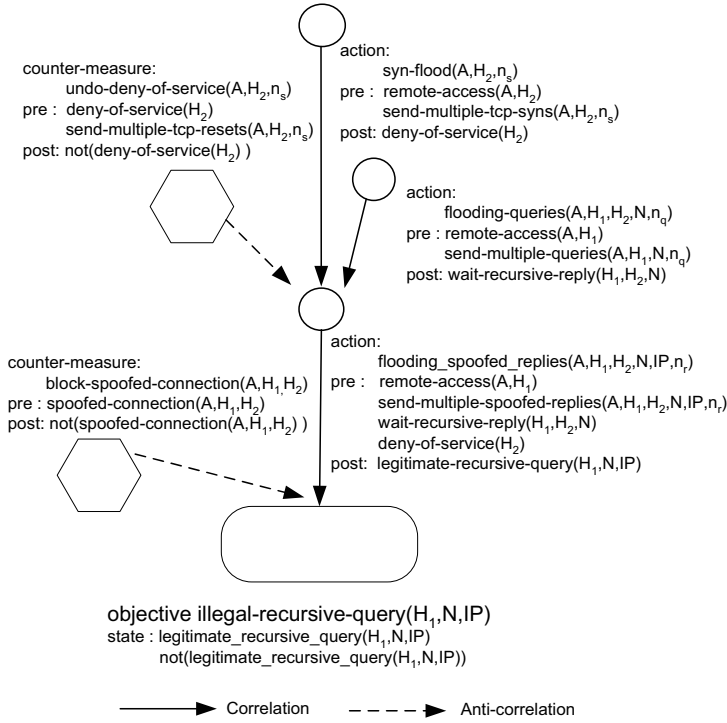 action:
syn-flood(A,H₂,nₛ)
pre : remote-access(A,H₂)
send-multiple-tcp-syns(A,H₂,nₛ)
post: deny-of-service(H₂)
counter-measure:
undo-deny-of-service(A,H₂,nₛ)
pre : deny-of-service(H₂)
send-multiple-tcp-resets(A,H₂,nₛ)
post: not(deny-of-service(H₂) )
action:
flooding-queries(A,H₁,H₂,N,n_q)
pre : remote-access(A,H₁)
send-multiple-queries(A,H₁,N,n_q)
post: wait-recursive-reply(H₁,H₂,N)
action:
flooding_spoofed_replies(A,H₁,H₂,N,IP,nᵣ)
pre : remote-access(A,H₁)
send-multiple-spoofed-replies(A,H₁,H₂,N,IP,nᵣ)
wait-recursive-reply(H₁,H₂,N)
deny-of-service(H₂)
post: legitimate-recursive-query(H₁,N,IP)
counter-measure:
block-spoofed-connection(A,H₁,H₂)
pre : spoofed-connection(A,H₁,H₂)
post: not(spoofed-connection(A,H₁,H₂) )
objective illegal-recursive-query(H₁,N,IP)
state : legitimate_recursive_query(H₁,N,IP)
not(legitimate_recursive_query(H₁,N,IP))
Correlation
Anti-correlation